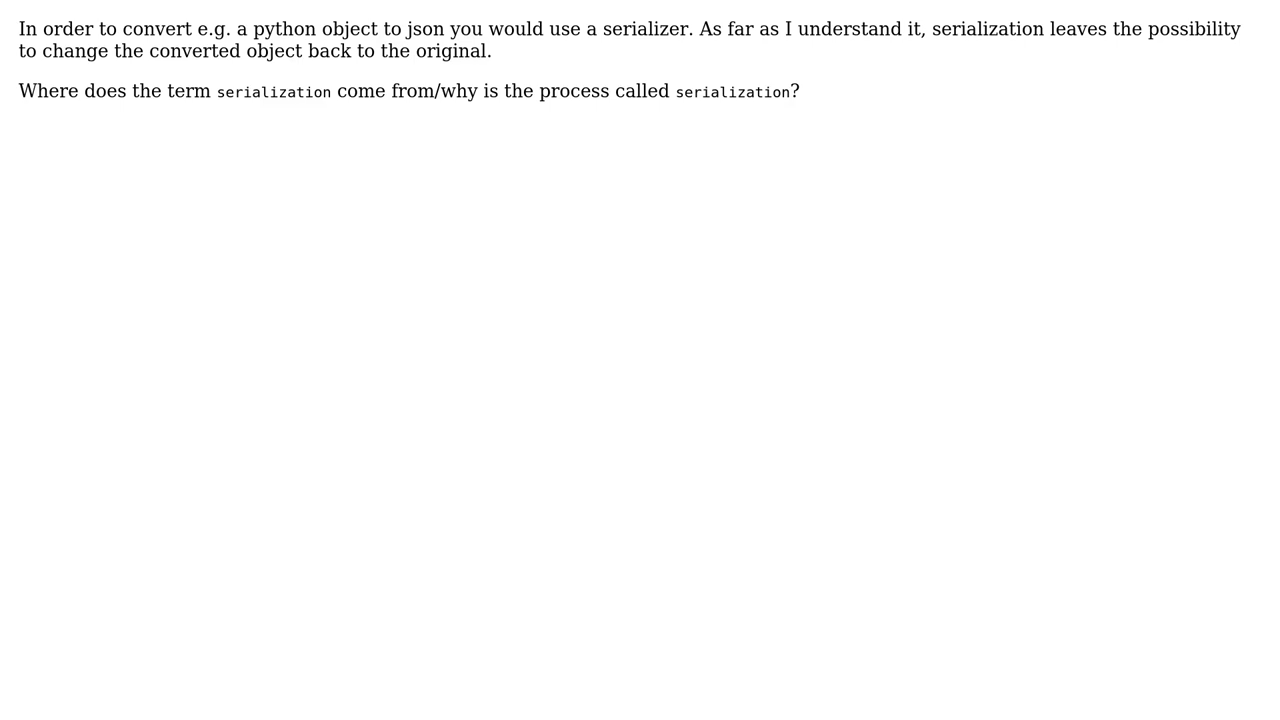 In order to convert e.g. a python object to json you would use a serializer. As far as I understand it, serialization leaves the possibility
to change the converted object back to the original.
Where does the term serialization come from/why is the process called serialization?